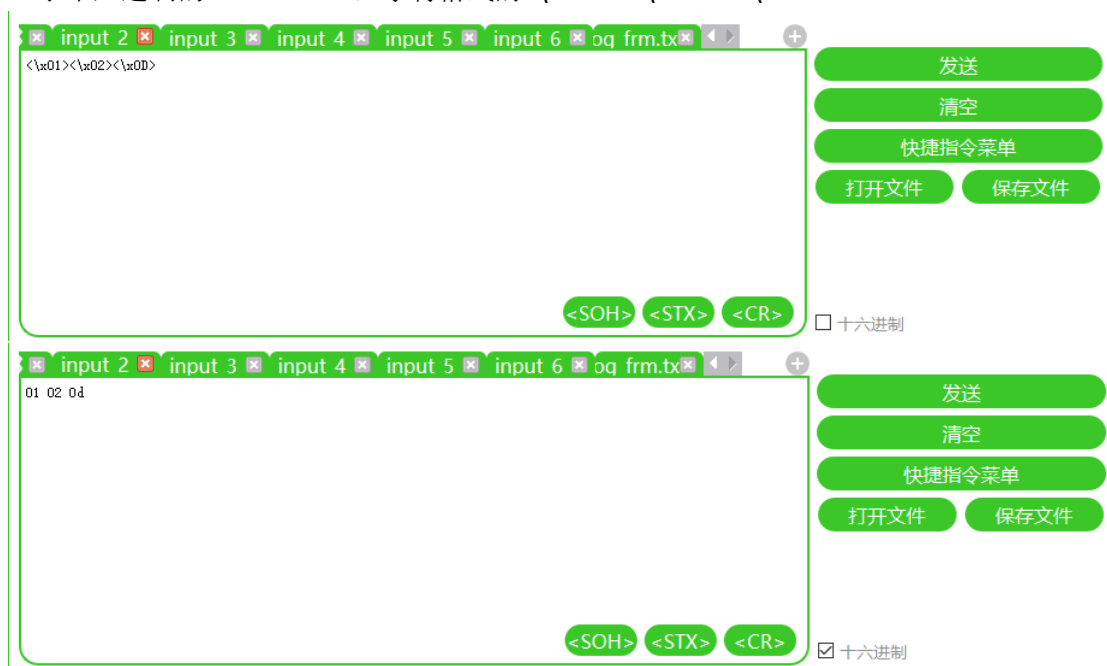 input 2 input 3 input 4 input 5 input 6 og frm.tx
<\x01><\x02><\x0D>
发送
清空
快捷指令菜单
打开文件 保存文件
<SOH> <STX> <CR>
十六进制
input 2 input 3 input 4 input 5 input 6 og frm.tx
01 02 0d
发送
清空
快捷指令菜单
打开文件 保存文件
<SOH> <STX> <CR>
十六进制